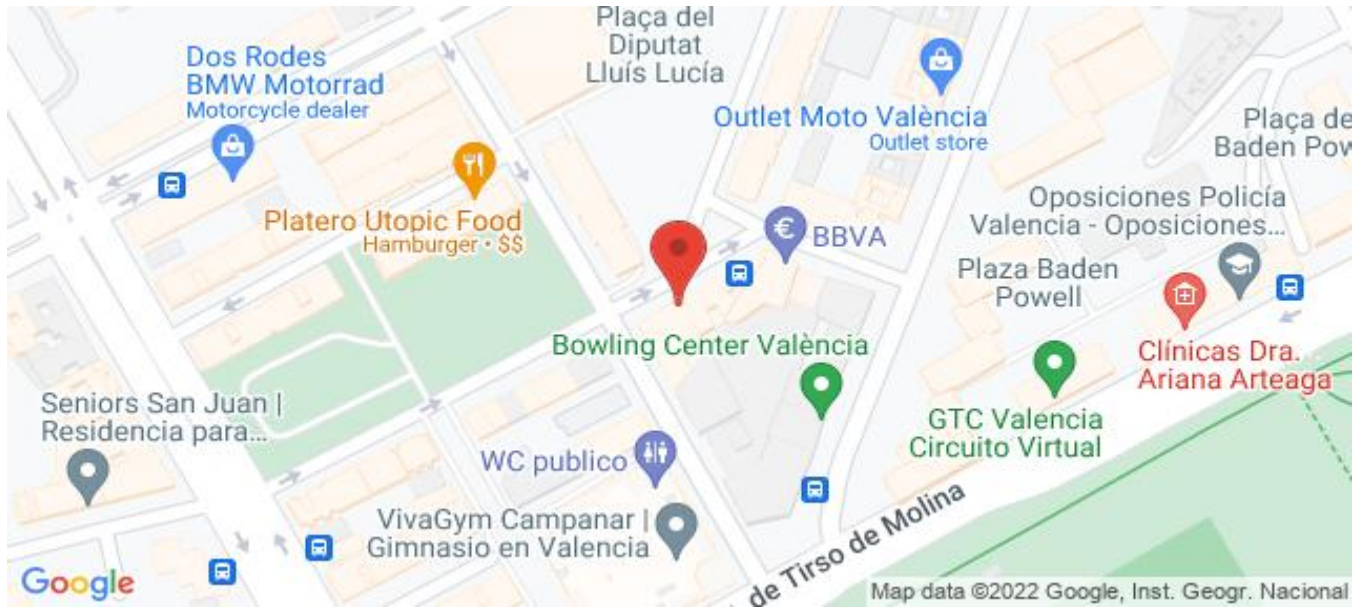 Plaça del
Diputat
Lluís Lucía
Dos Rodes
BMW Motorrad
Motorcycle dealer
Outlet Moto València
Outlet store
Plaça de
Baden Pow
Platero Utopic Food
Hamburger • $$
BBVA
Oposiciones Policía
Valencia - Oposiciones...
Plaza Baden
Powell
Bowling Center València
Clínicas Dra.
Ariana Arteaga
Seniors San Juan |
Residencia para...
GTC Valencia
Circuito Virtual
WC publico
VivaGym Campanar |
Gimnasio en Valencia
de Tirso de Molina
Google
Map data ©2022 Google, Inst. Geogr. Nacional